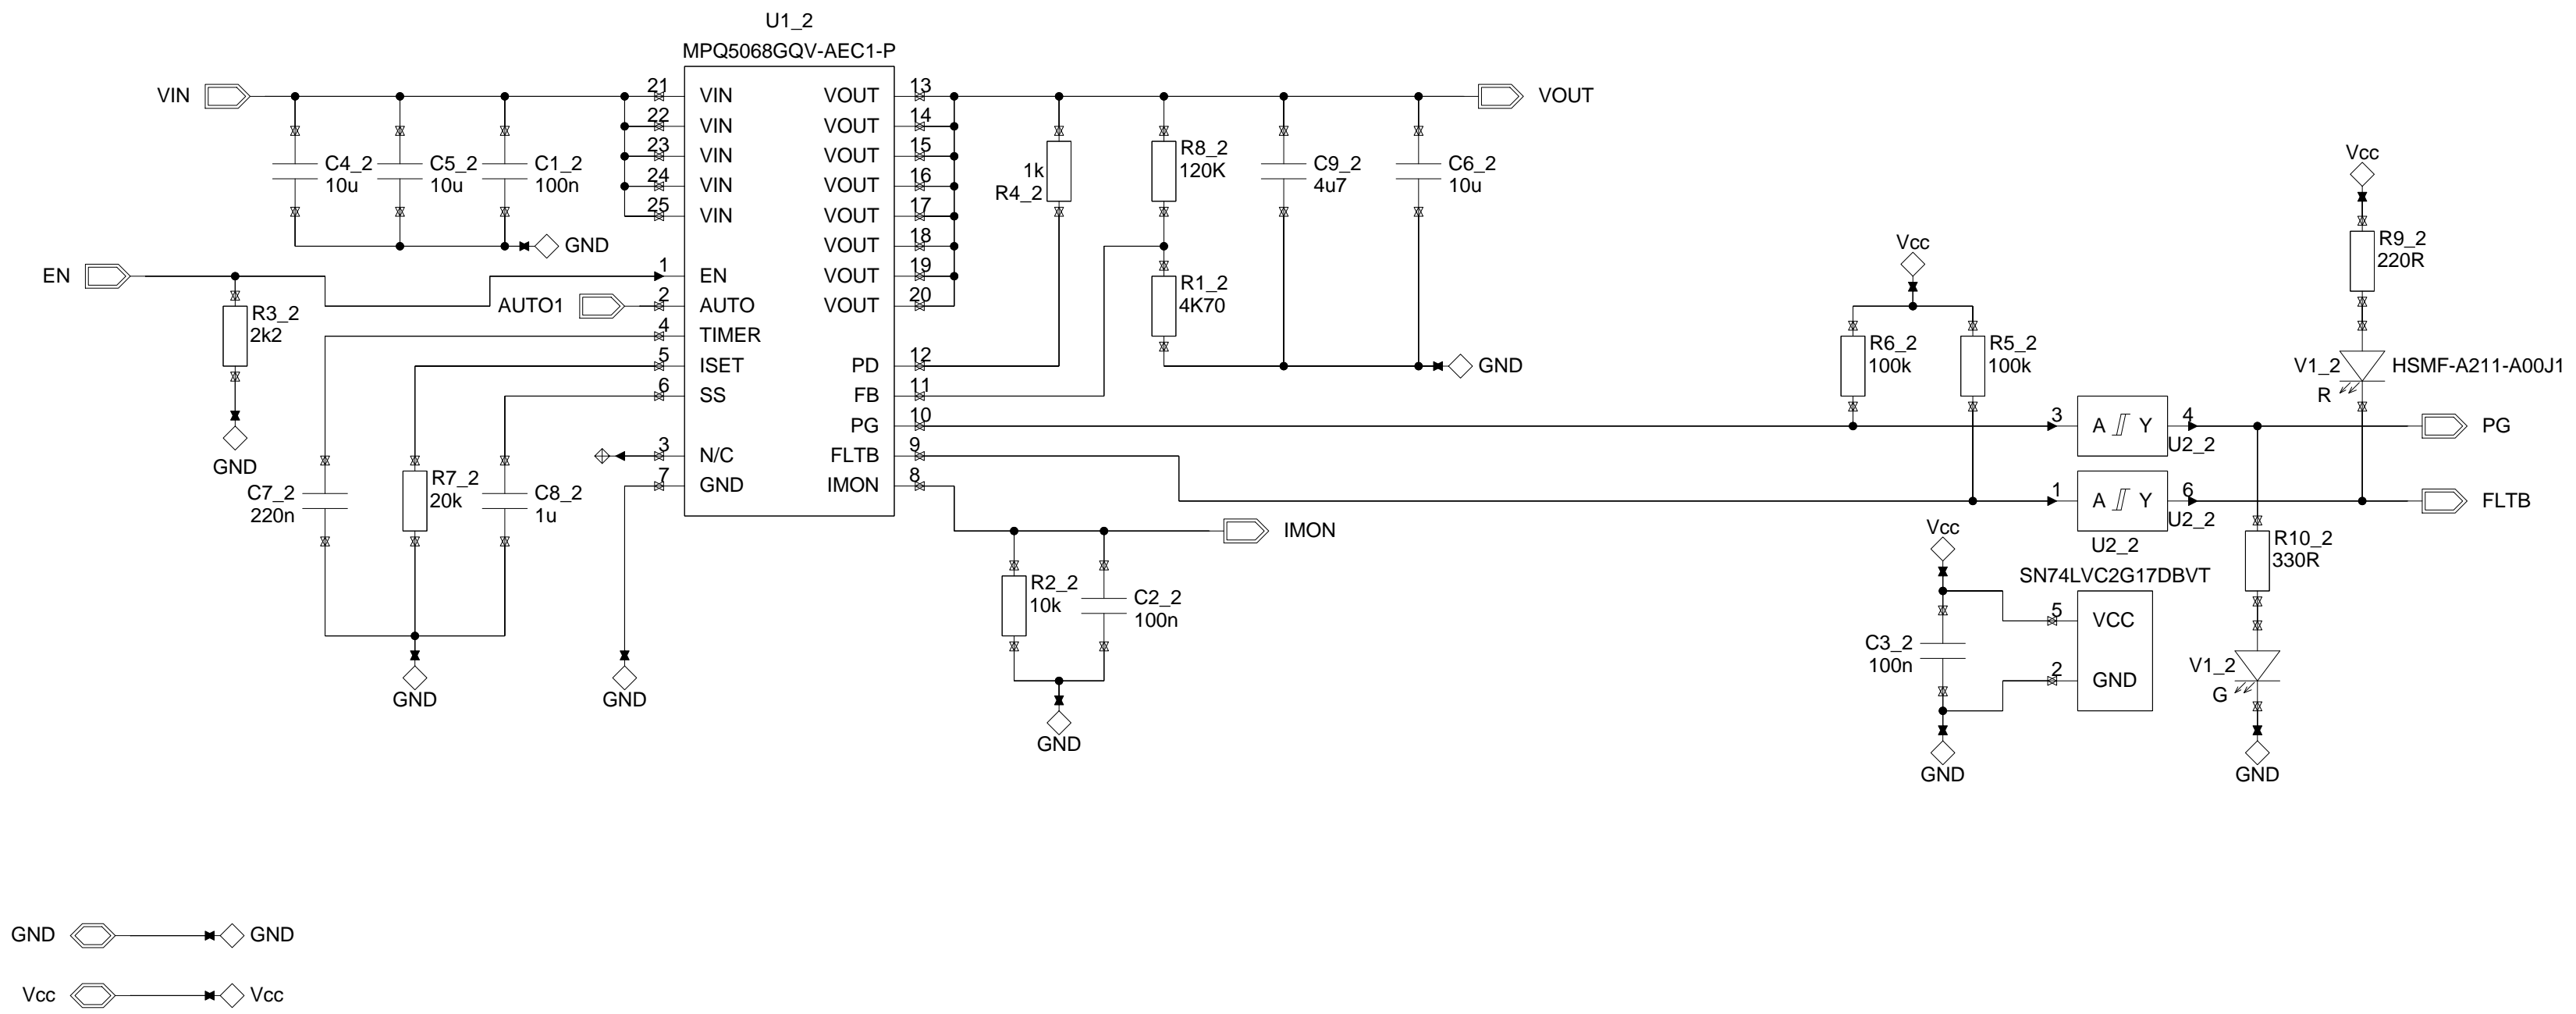 U1_2
MPQ5068GQV-AEC1-P
VIN
21 VIN
22 VIN
23 VIN
24 VIN
25 VIN
1 EN
2 AUTO
4 TIMER
5 ISET
6 SS
3 N/C
7 GND
VOUT 13
VOUT 14
VOUT 15
VOUT 16
VOUT 17
VOUT 18
VOUT 19
VOUT 20
PD 12
FB 11
PG 10
FLTB 9
IMON 8
C4_2
10u
C5_2
10u
C1_2
100n
GND
EN
AUTO1
R3_2
2k2
GND
C7_2
220n
R7_2
20k
C8_2
1u
GND
GND
VOUT
1k
R4_2
R8_2
120K
R1_2
4K70
C9_2
4u7
C6_2
10u
GND
IMON
R2_2
10k
C2_2
100n
GND
Vcc
R6_2
100k
R5_2
100k
Vcc
R9_2
220R
V1_2
R
HSMF-A211-A00J1
3 A Y 4
U2_2
PG
1 A Y 6
U2_2
FLTB
U2_2
SN74LVC2G17DBVT
Vcc
5 VCC
2 GND
C3_2
100n
GND
R10_2
330R
V1_2
G
GND
GND GND
Vcc Vcc